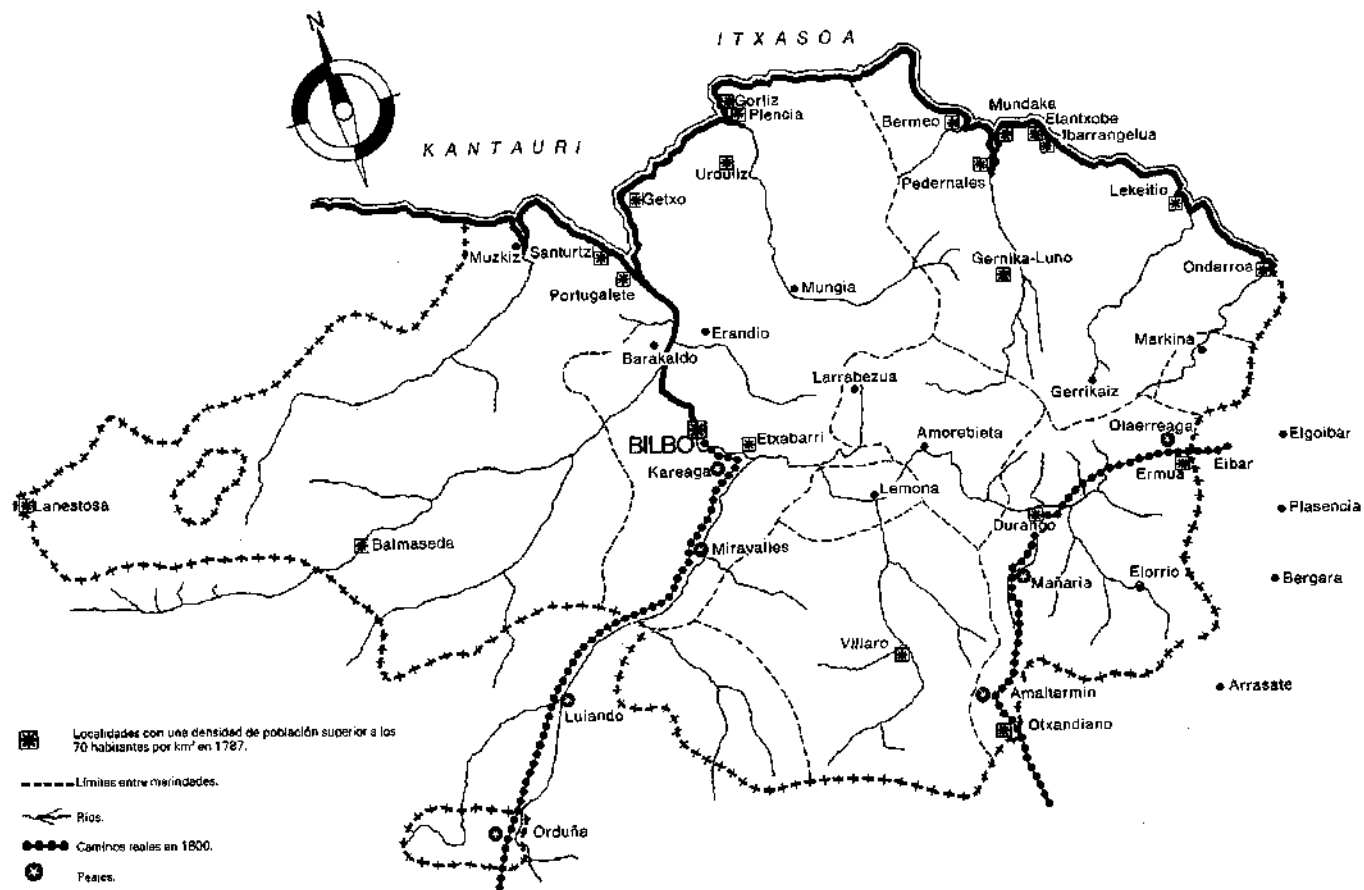 N
ITXASOA
KANTAURI
Gorliz
Plencia
Bermeo
Mundaka
Elantxobe
Ibarrangelua
Urduliz
Pedernales
Getxo
Lekeitio
Muzkiz
Santurtzi
Gernika-Luno
Ondarroa
Portugalete
Mungia
Erandio
Markina
Barakaldo
Larrabezua
Gerrikaiz
BILBO
Etxabarri
Amorebieta
Olaerreaga
Elgoibar
Kareaga
Ermua
Eibar
Lemona
Lanestosa
Durango
Plasencia
Balmaseda
Miravalles
Mañaria
Elorrio
Bergara
Villaro
Amaltarmin
Arrasate
Luiando
Otxandiano
Localidades con una densidad de población superior a los
70 habitantes por km² en 1787.
Límites entre merindades.
Ríos.
Orduña
Caminos reales en 1800.
Peajes.